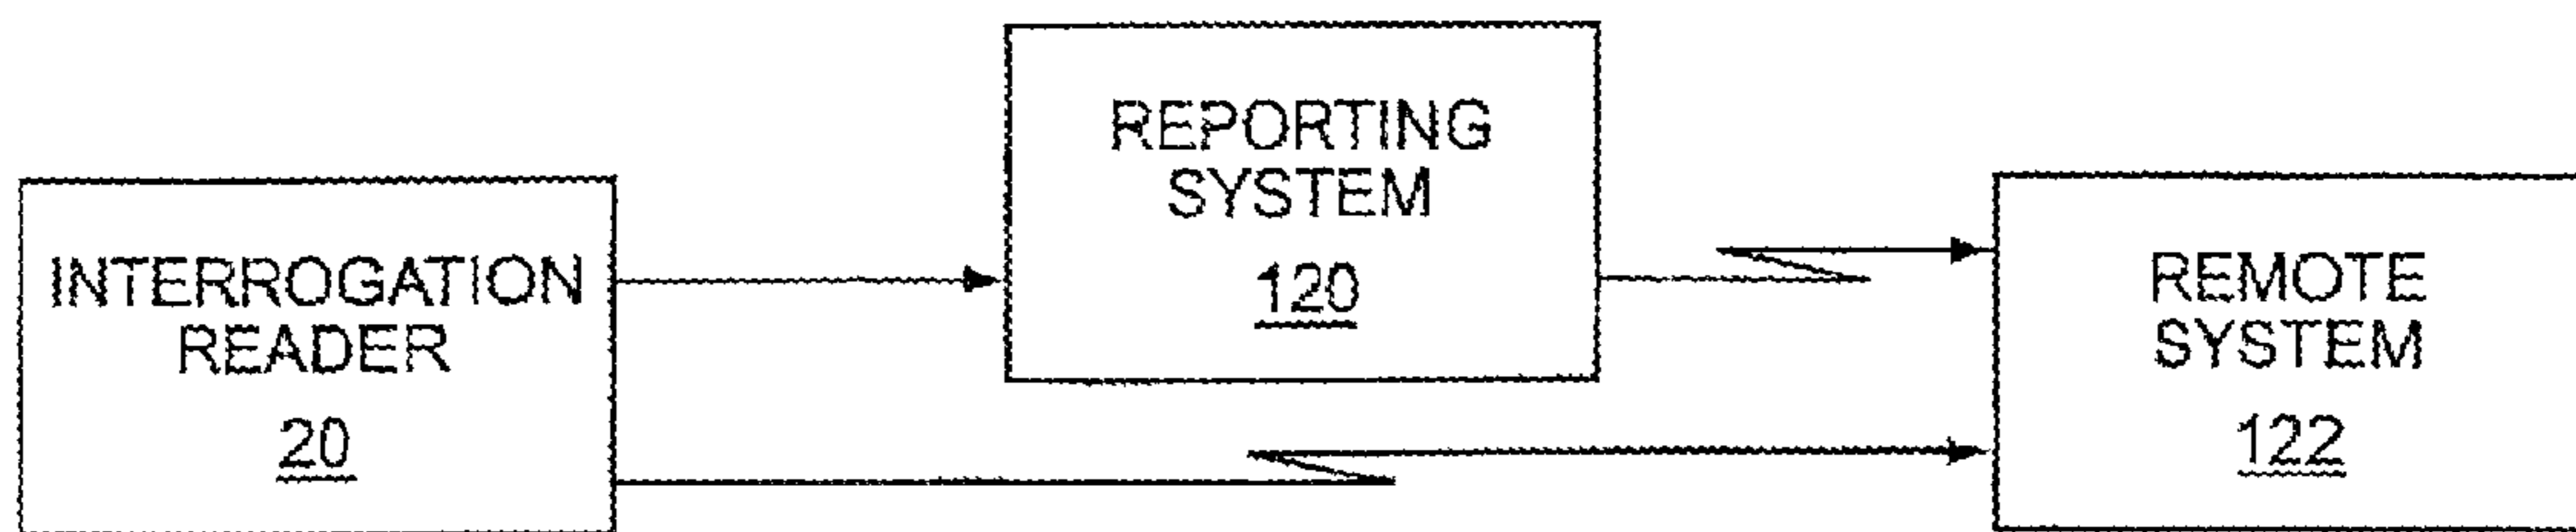 INTERROGATION
READER
20
REPORTING
SYSTEM
120
REMOTE
SYSTEM
122